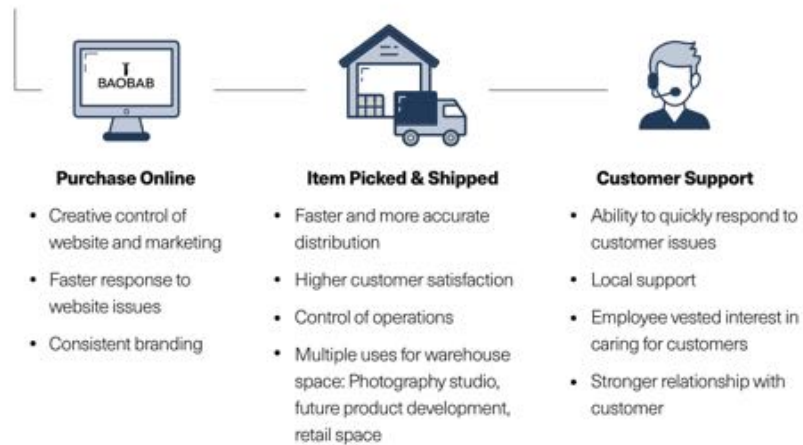 BAOBAB
Purchase Online
• Creative control of
website and marketing
• Faster response to
website issues
• Consistent branding
Item Picked & Shipped
• Faster and more accurate
distribution
• Higher customer satisfaction
• Control of operations
• Multiple uses for warehouse
space: Photography studio,
future product development,
retail space
Customer Support
• Ability to quickly respond to
customer issues
• Local support
• Employee vested interest in
caring for customers
• Stronger relationship with
customer